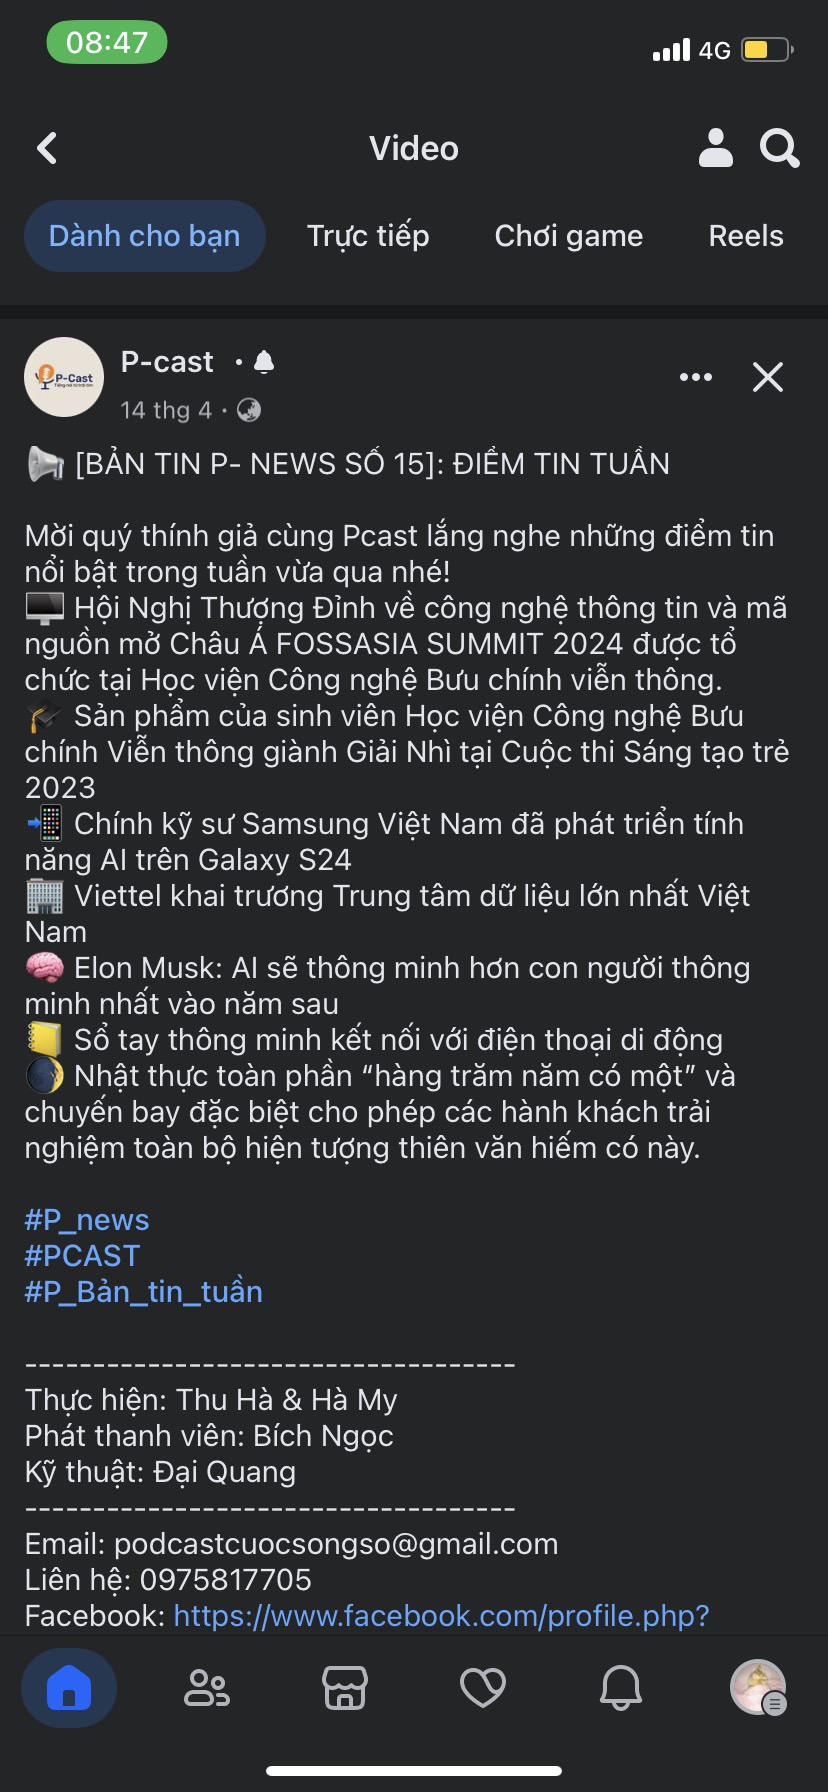 08:47
4G
Video
Dành cho bạn Trực tiếp Chơi game Reels
P-Cast
P-cast
14 thg 4
[BẢN TIN P- NEWS SỐ 15]: ĐIỂM TIN TUẦN
Mời quý thính giả cùng Pcast lắng nghe những điểm tin
nổi bật trong tuần vừa qua nhé!
Hội Nghị Thượng Đỉnh về công nghệ thông tin và mã
nguồn mở Châu Á FOSSASIA SUMMIT 2024 được tổ
chức tại Học viện Công nghệ Bưu chính viễn thông.
Sản phẩm của sinh viên Học viện Công nghệ Bưu
chính Viễn thông giành Giải Nhì tại Cuộc thi Sáng tạo trẻ
2023
Chính kỹ sư Samsung Việt Nam đã phát triển tính
năng AI trên Galaxy S24
Viettel khai trương Trung tâm dữ liệu lớn nhất Việt
Nam
Elon Musk: AI sẽ thông minh hơn con người thông
minh nhất vào năm sau
Sổ tay thông minh kết nối với điện thoại di động
Nhật thực toàn phần “hàng trăm năm có một” và
chuyến bay đặc biệt cho phép các hành khách trải
nghiệm toàn bộ hiện tượng thiên văn hiếm có này.
#P_news
#PCAST
#P_Bản_tin_tuần
------------------------------------
Thực hiện: Thu Hà & Hà My
Phát thanh viên: Bích Ngọc
Kỹ thuật: Đại Quang
------------------------------------
Email: podcastcuocsongso@gmail.com
Liên hệ: 0975817705
Facebook: https://www.facebook.com/profile.php?